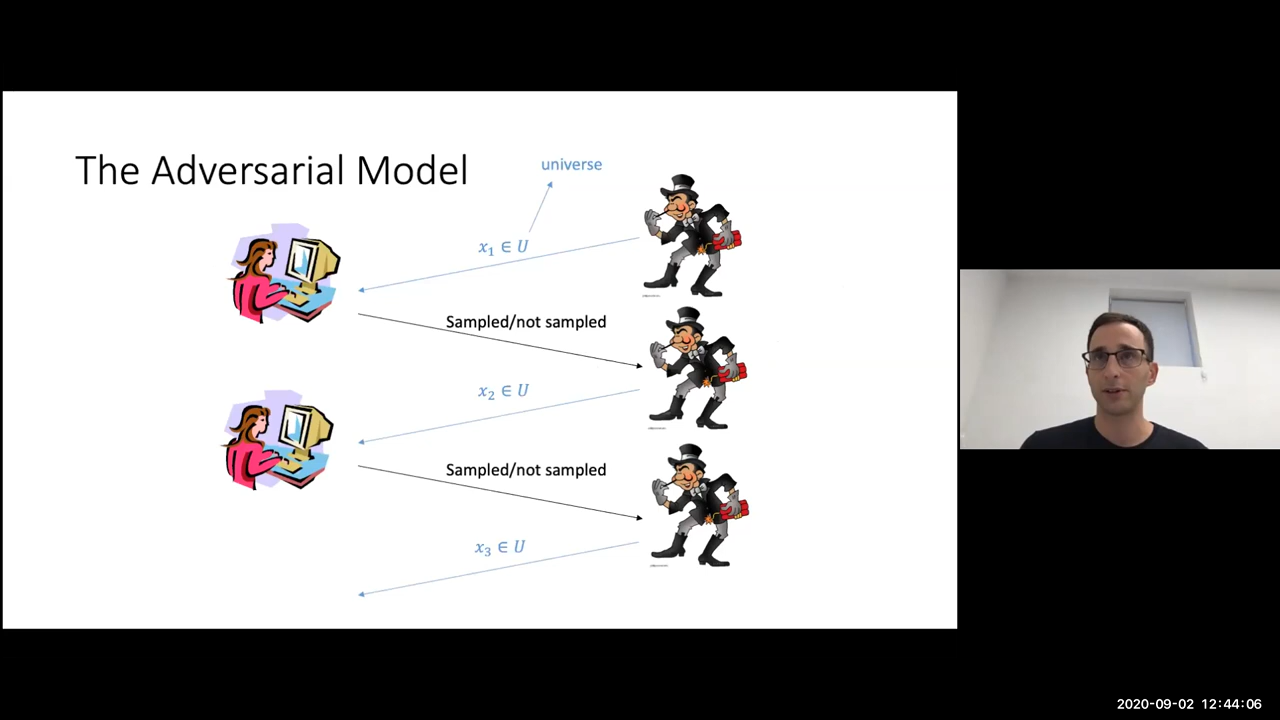 The Adversarial Model
universe
x₁ ∈ U
Sampled/not sampled
x₂ ∈ U
Sampled/not sampled
x₃ ∈ U
2020-09-02 12:44:06